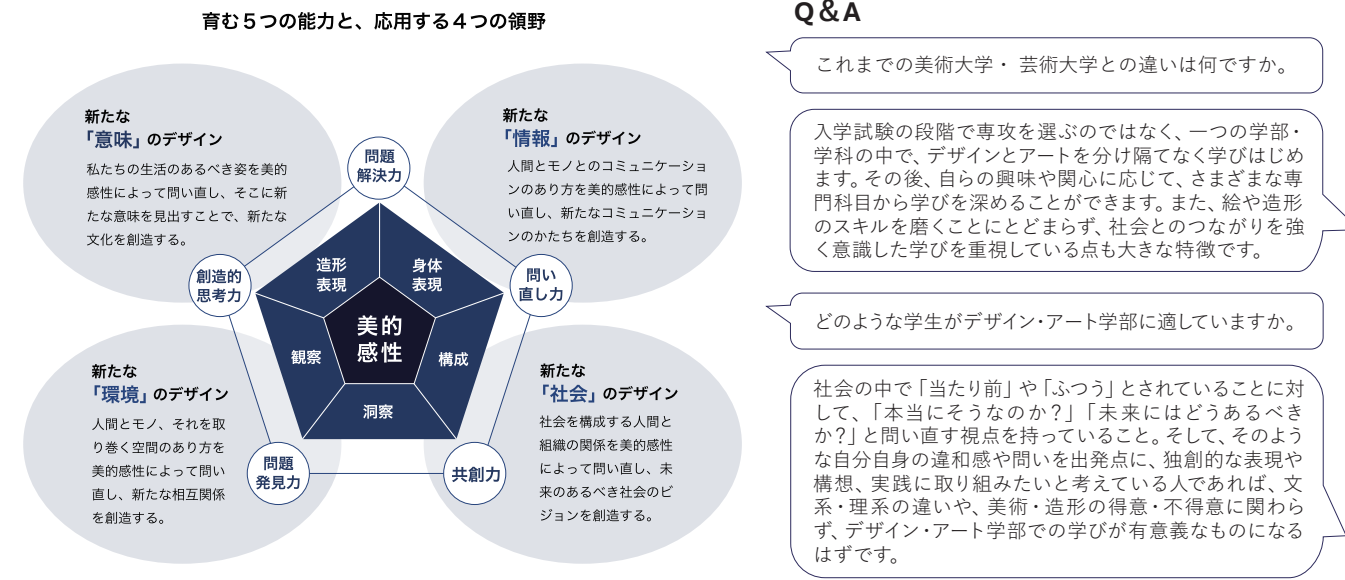 育む５つの能力と、応用する４つの領野
新たな
「意味」のデザイン
私たちの生活のあるべき姿を美的
感性によって問い直し、そこに新
たな意味を見出すことで、新たな
文化を創造する。
新たな
「情報」のデザイン
人間とモノとのコミュニケーショ
ンのあり方を美的感性によって問
い直し、新たなコミュニケーショ
ンのかたちを創造する。
問題
解決力
創造的
思考力
問い
直し力
造形
表現
身体
表現
美的
感性
観察
構成
洞察
新たな
「環境」のデザイン
人間とモノ、それを取
り巻く空間のあり方を
美的感性によって問い
直し、新たな相互関係
を創造する。
問題
発見力
共創力
新たな
「社会」のデザイン
社会を構成する人間と
組織の関係を美的感性
によって問い直し、未
来のあるべき社会のビ
ジョンを創造する。
Q&A
これまでの美術大学・ 芸術大学との違いは何ですか。
入学試験の段階で専攻を選ぶのではなく、一つの学部・
学科の中で、デザインとアートを分け隔てなく学びはじめ
ます。その後、自らの興味や関心に応じて、さまざまな専
門科目から学びを深めることができます。また、絵や造形
のスキルを磨くことにとどまらず、社会とのつながりを強
く意識した学びを重視している点も大きな特徴です。
どのような学生がデザイン・アート学部に適していますか。
社会の中で「当たり前」や「ふつう」とされていることに対
して、「本当にそうなのか？」「未来にはどうあるべき
か？」と問い直す視点を持っていること。そして、そのよう
な自分自身の違和感や問いを出発点に、独創的な表現や
構想、実践に取り組みたいと考えている人であれば、文
系・理系の違いや、美術・造形の得意・不得意に関わら
ず、デザイン・アート学部での学びが有意義なものになる
はずです。